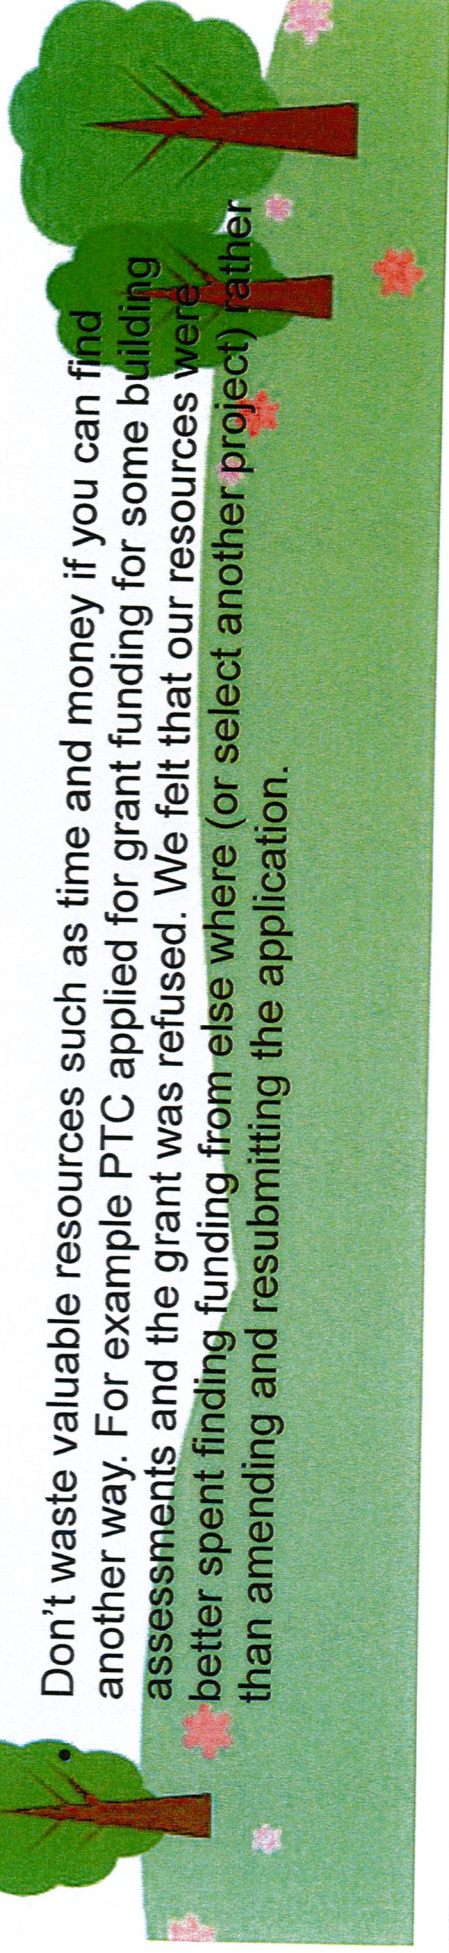 • Don't waste valuable resources such as time and money if you can find
another way. For example PTC applied for grant funding for some building
assessments and the grant was refused. We felt that our resources were
better spent finding funding from else where (or select another project) rather
than amending and resubmitting the application.